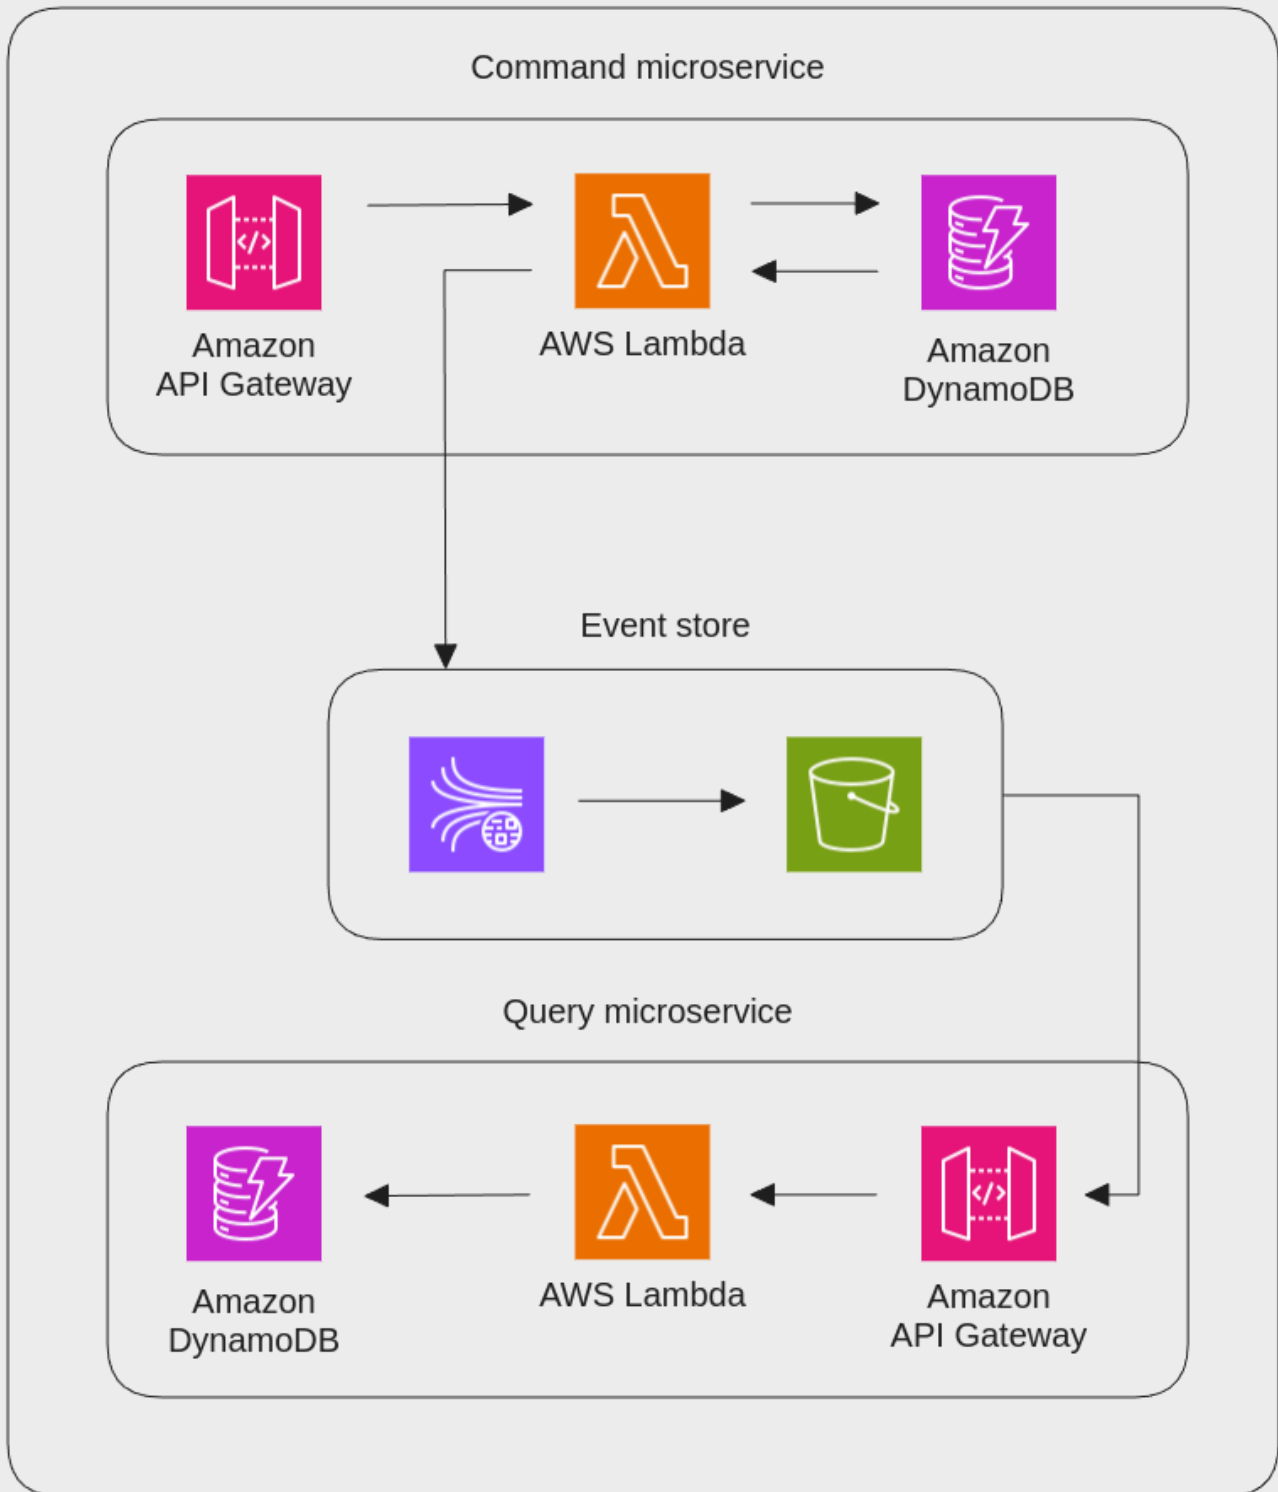 Command microservice
Amazon
API Gateway
AWS Lambda
Amazon
DynamoDB
Event store
Query microservice
Amazon
DynamoDB
AWS Lambda
Amazon
API Gateway